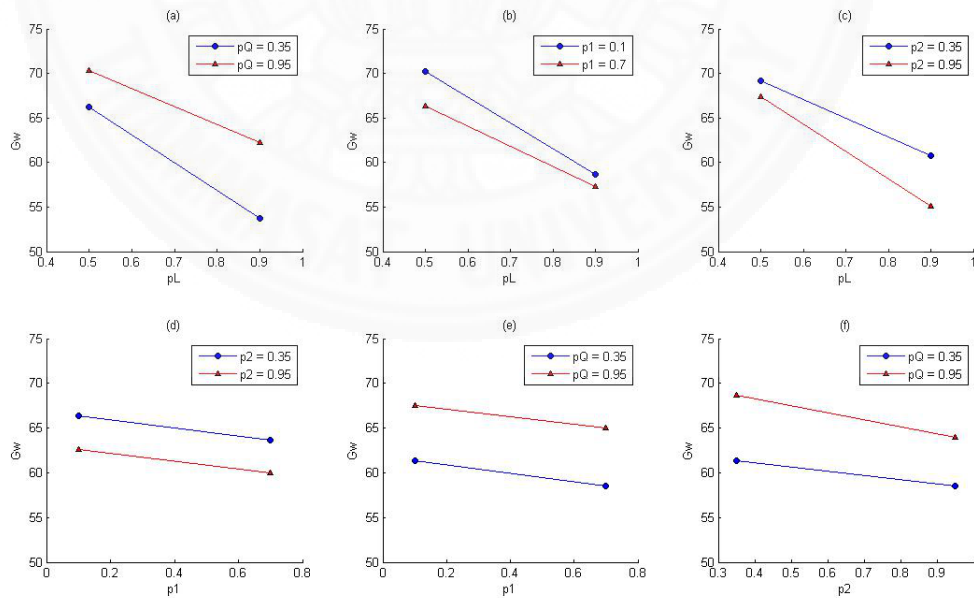 (a)
75
70
65
60
55
50
Gw
pQ = 0.35
pQ = 0.95
0.4 0.5 0.6 0.7 0.8 0.9 1
pL
(b)
75
70
65
60
55
50
Gw
p1 = 0.1
p1 = 0.7
0.4 0.5 0.6 0.7 0.8 0.9 1
pL
(c)
75
70
65
60
55
50
Gw
p2 = 0.35
p2 = 0.95
0.4 0.5 0.6 0.7 0.8 0.9 1
pL
(d)
75
70
65
60
55
50
Gw
p2 = 0.35
p2 = 0.95
0 0.2 0.4 0.6 0.8
p1
(e)
75
70
65
60
55
50
Gw
pQ = 0.35
pQ = 0.95
0 0.2 0.4 0.6 0.8
p1
(f)
75
70
65
60
55
50
Gw
pQ = 0.35
pQ = 0.95
0.3 0.4 0.5 0.6 0.7 0.8 0.9
p2